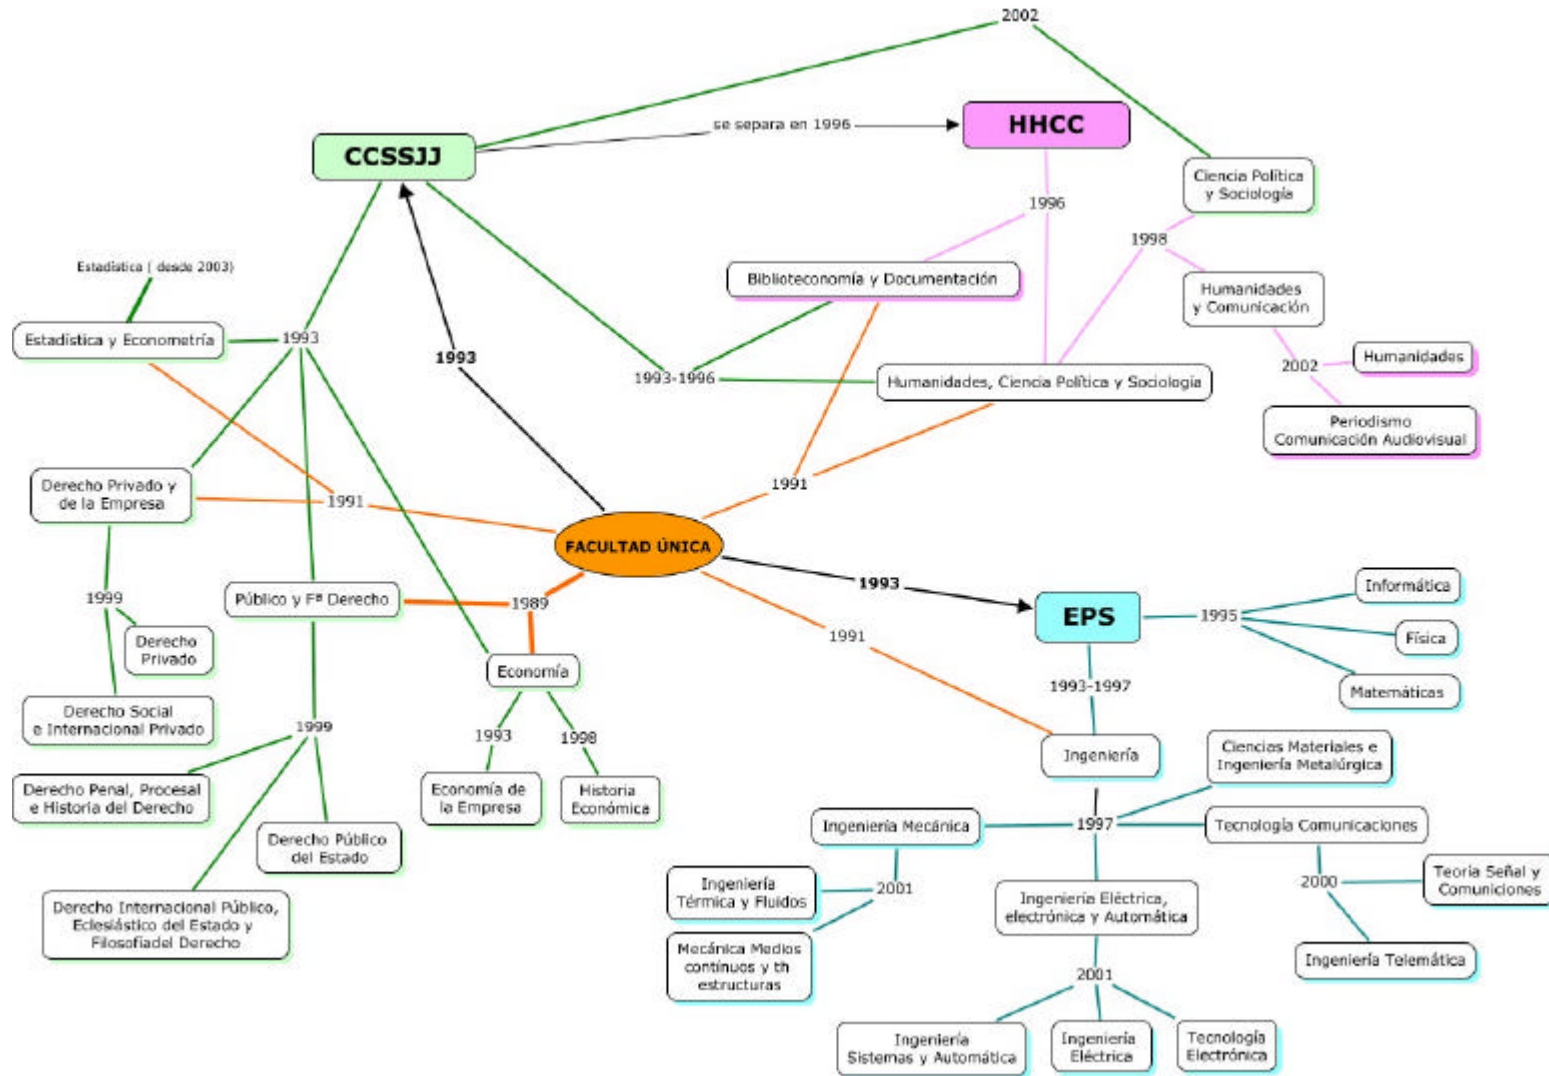 2002
HHCC
se separa en 1996
CCSSJJ
Ciencia Política
y Sociología
1996
1998
Estadística ( desde 2003)
Biblioteconomía y Documentación
Humanidades
y Comunicación
Estadística y Econometría
1993
1993
1993-1996
Humanidades, Ciencia Política y Sociología
2002
Humanidades
Periodismo
Comunicación Audiovisual
Derecho Privado y
de la Empresa
1991
1991
FACULTAD ÚNICA
1993
Informática
1999
Público y Fª Derecho
1989
EPS
1995
Física
1991
Derecho
Privado
Economía
1993-1997
Matemáticas
Derecho Social
e Internacional Privado
1999
1993
1998
Ingeniería
Ciencias Materiales e
Ingeniería Metalúrgica
Derecho Penal, Procesal
e Historia del Derecho
Economía de
la Empresa
Historia
Económica
Ingeniería Mecánica
1997
Tecnología Comunicaciones
Derecho Público
del Estado
Ingeniería
Térmica y Fluidos
2001
2000
Teoria Señal y
Comuniciones
Derecho Internacional Público,
Eclesiástico del Estado y
Filosofíadel Derecho
Ingeniería Eléctrica,
electrónica y Automática
Mecánica Medios
contínuos y th
estructuras
Ingeniería Telemática
2001
Ingeniería
Sistemas y Automática
Ingeniería
Eléctrica
Tecnología
Electrónica